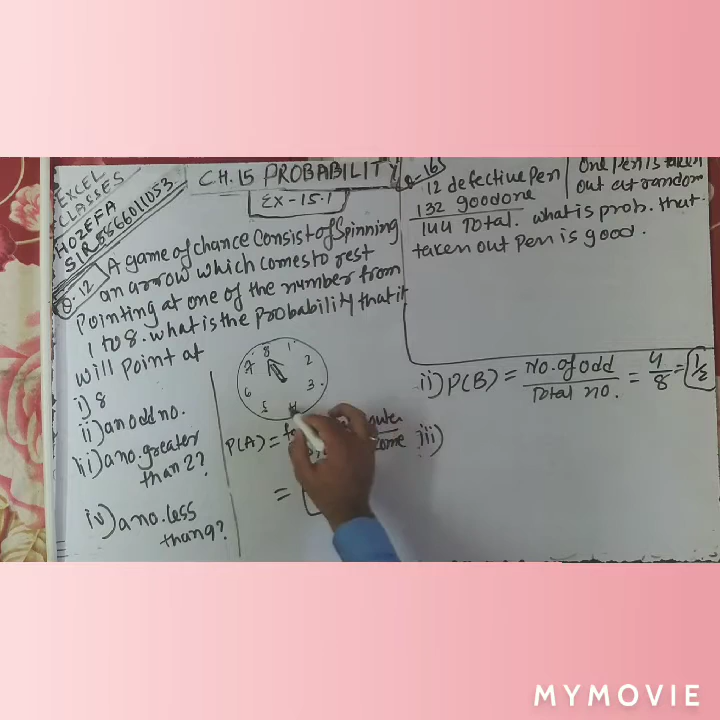 EXCEL
CLASSES
HOZEFA
SIR
CH.15 PROBABILITY
EX-15.1
Q.12
A game of chance Consist of Spinning
an arrow which comes to rest
Pointing at one of the number from
1 to 8. what is the Probability that it
will Point at
i) 8
ii) an odd no.
iii) a no. greater
than 2?
iv) a no. less
than 9?
8 1 2 3 4 5 6 7
P(A) =
=
Q-16
12 defective Pen
132 good one
144 Total.
One Pen is taken
out at random
what is prob. that
taken out Pen is good.
ii) P(B) = No. of odd / Total no. = 4/8 = 1/2
iii)
MYMOVIE